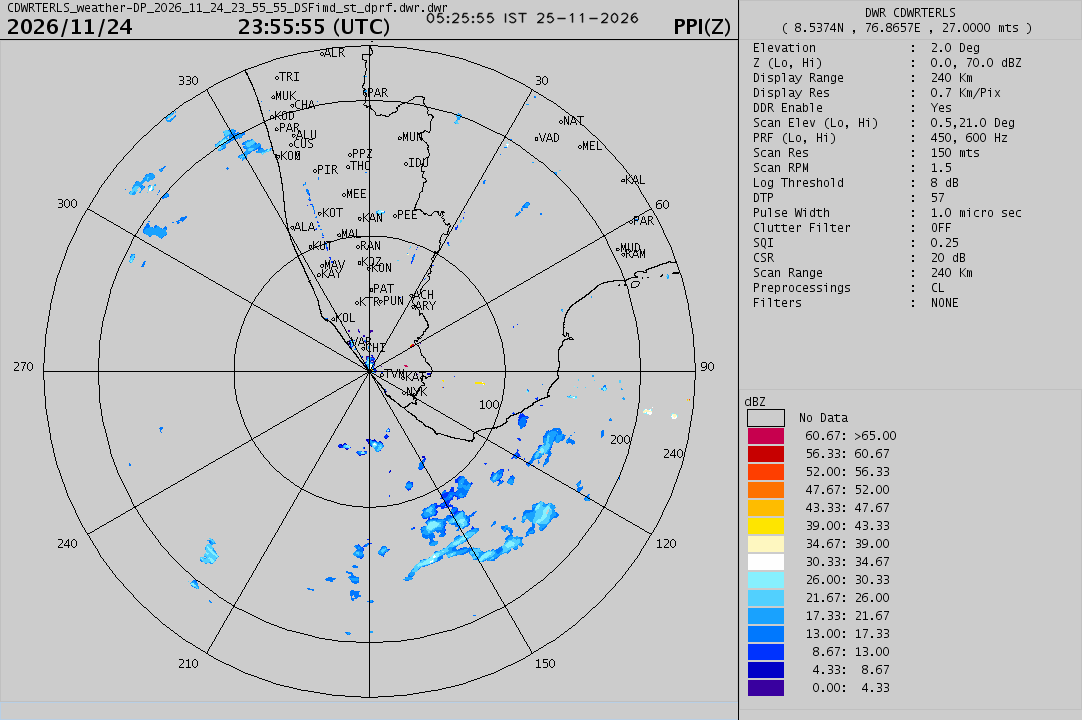 CDWRTERLS_weather-DP_2026_11_24_23_55_55_DSFimd_st_dprf.dwr.dwr
05:25:55 IST 25-11-2026
2026/11/24 23:55:55 (UTC) PPI(Z)
DWR CDWRTERLS
( 8.5374N , 76.8657E , 27.0000 mts )
Elevation : 2.0 Deg
Z (Lo, Hi) : 0.0, 70.0 dBZ
Display Range : 240 Km
Display Res : 0.7 Km/Pix
DDR Enable : Yes
Scan Elev (Lo, Hi) : 0.5,21.0 Deg
PRF (Lo, Hi) : 450, 600 Hz
Scan Res : 150 mts
Scan RPM : 1.5
Log Threshold : 8 dB
DTP : 57
Pulse Width : 1.0 micro sec
Clutter Filter : OFF
SQI : 0.25
CSR : 20 dB
Scan Range : 240 Km
Preprocessings : CL
Filters : NONE
dBZ
No Data
60.67: >65.00
56.33: 60.67
52.00: 56.33
47.67: 52.00
43.33: 47.67
39.00: 43.33
34.67: 39.00
30.33: 34.67
26.00: 30.33
21.67: 26.00
17.33: 21.67
13.00: 17.33
8.67: 13.00
4.33: 8.67
0.00: 4.33
ALR
TRI
330
30
PAR
MUK
CHA
KOD
NAT
PAR
ALU
MUN
VAD
CUS
MEL
KOM
PPZ
THO
IDU
PIR
KAL
MEE
300
60
KOT
KAN
PEE
PAR
ALA
MAL
KUT
RAN
MUD
RAM
MAV
KOZ
KON
KAY
PAT
ACH
KTR
PUN
ARY
KOL
VAR
CHI
270
90
TVM
KAT
NYK
100
200
240
240
120
210
150